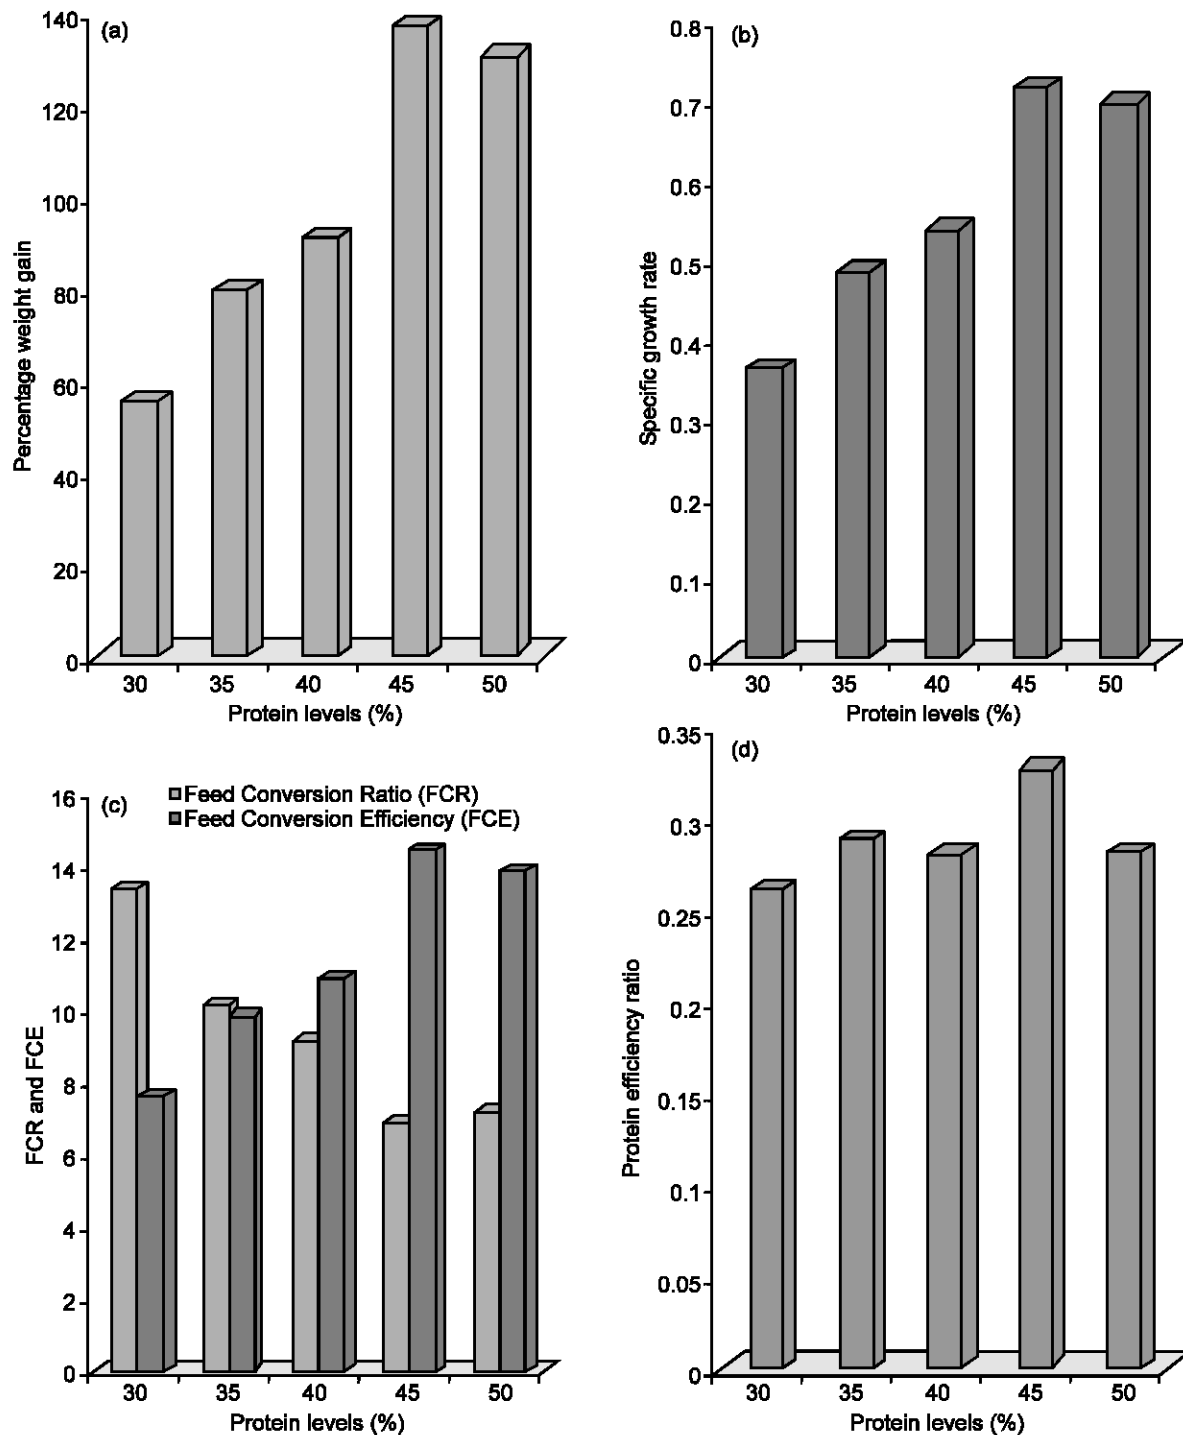 (a)
140
120
100
80
60
40
20
0
Percentage weight gain
30 35 40 45 50
Protein levels (%)
(b)
0.8
0.7
0.6
0.5
0.4
0.3
0.2
0.1
0
Specific growth rate
30 35 40 45 50
Protein levels (%)
(c)
Feed Conversion Ratio (FCR)
Feed Conversion Efficiency (FCE)
16
14
12
10
8
6
4
2
0
FCR and FCE
30 35 40 45 50
Protein levels (%)
(d)
0.35
0.3
0.25
0.2
0.15
0.1
0.05
0
Protein efficiency ratio
30 35 40 45 50
Protein levels (%)